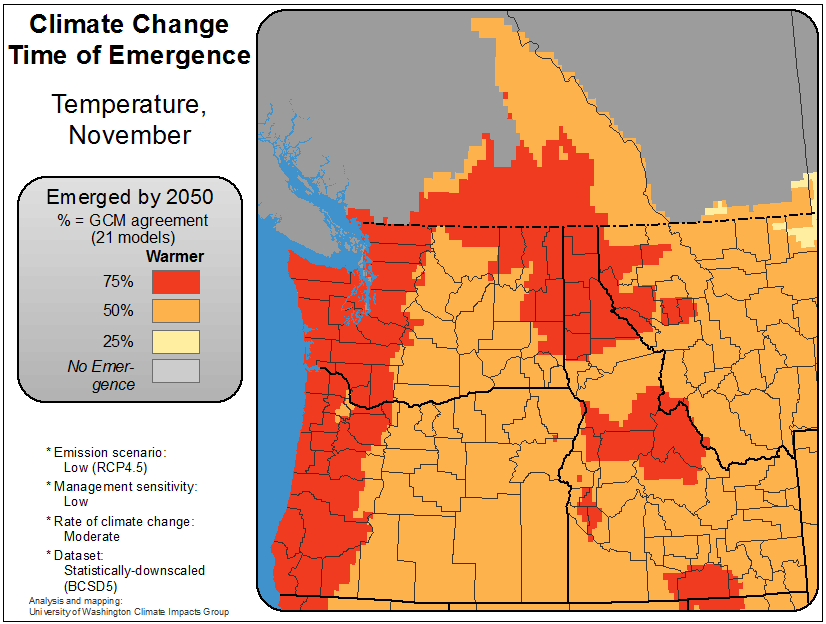 Climate Change
Time of Emergence
Temperature,
November
Emerged by 2050
% = GCM agreement
(21 models)
Warmer
75%
50%
25%
No Emer-
gence
* Emission scenario:
Low (RCP4.5)
* Management sensitivity:
Low
* Rate of climate change:
Moderate
* Dataset:
Statistically-downscaled
(BCSD5)
Analysis and mapping:
University of Washington Climate Impacts Group